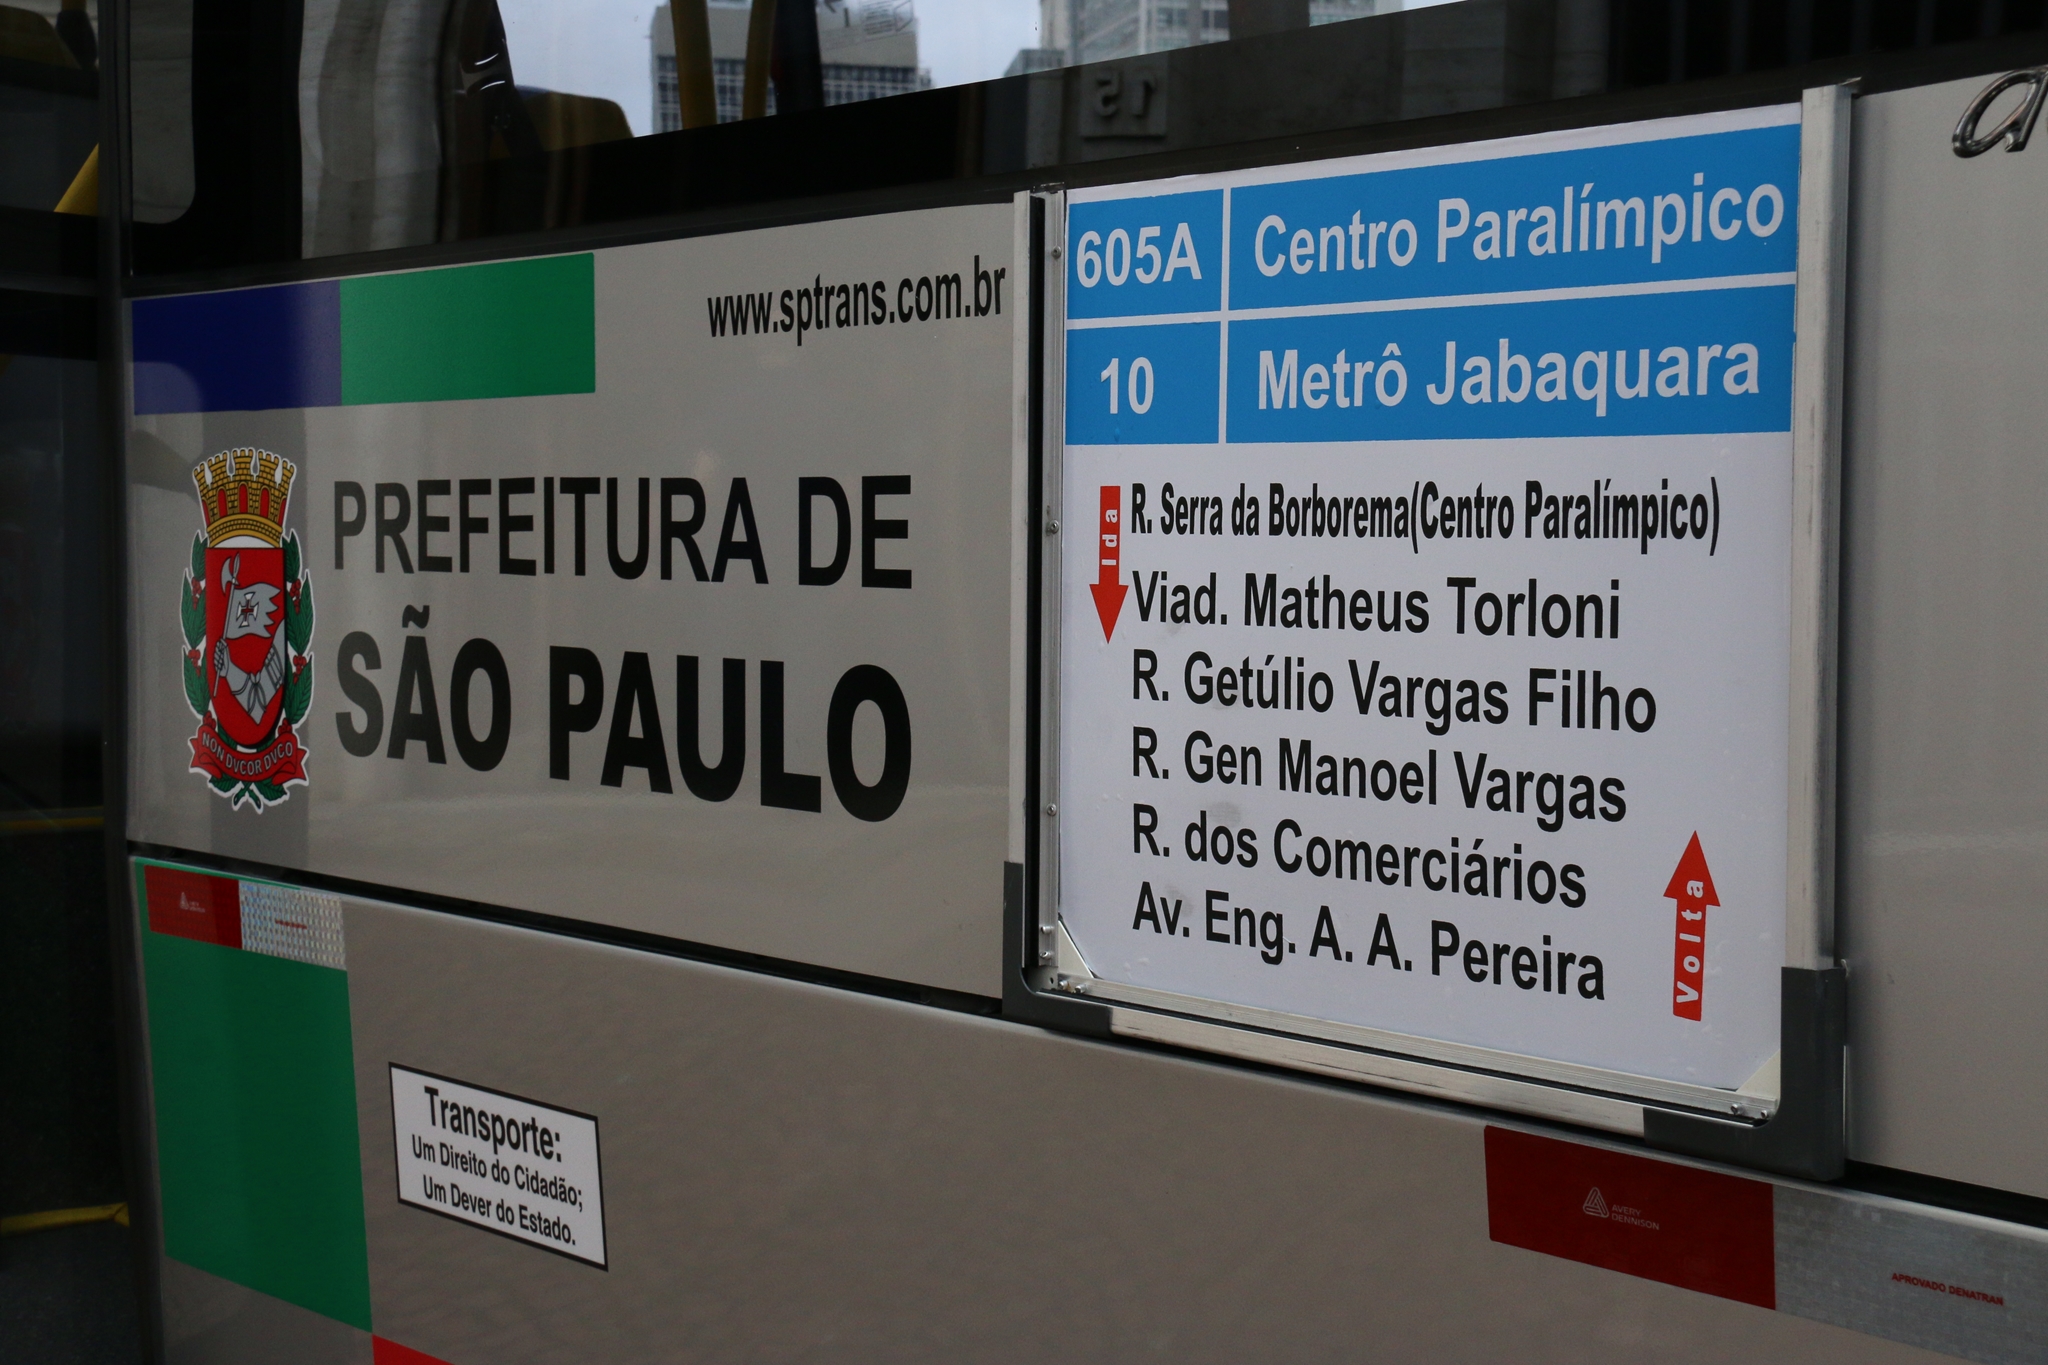 www.sptrans.com.br
PREFEITURA DE
SÃO PAULO
NON DVCOR DVCO
Transporte:
Um Direito do Cidadão;
Um Dever do Estado.
605A Centro Paralímpico
10 Metrô Jabaquara
Ida
R. Serra da Borborema(Centro Paralímpico)
Viad. Matheus Torloni
R. Getúlio Vargas Filho
R. Gen Manoel Vargas
R. dos Comerciários
Av. Eng. A. A. Pereira
Volta
AVERY
DENNISON
APROVADO DENATRAN
15